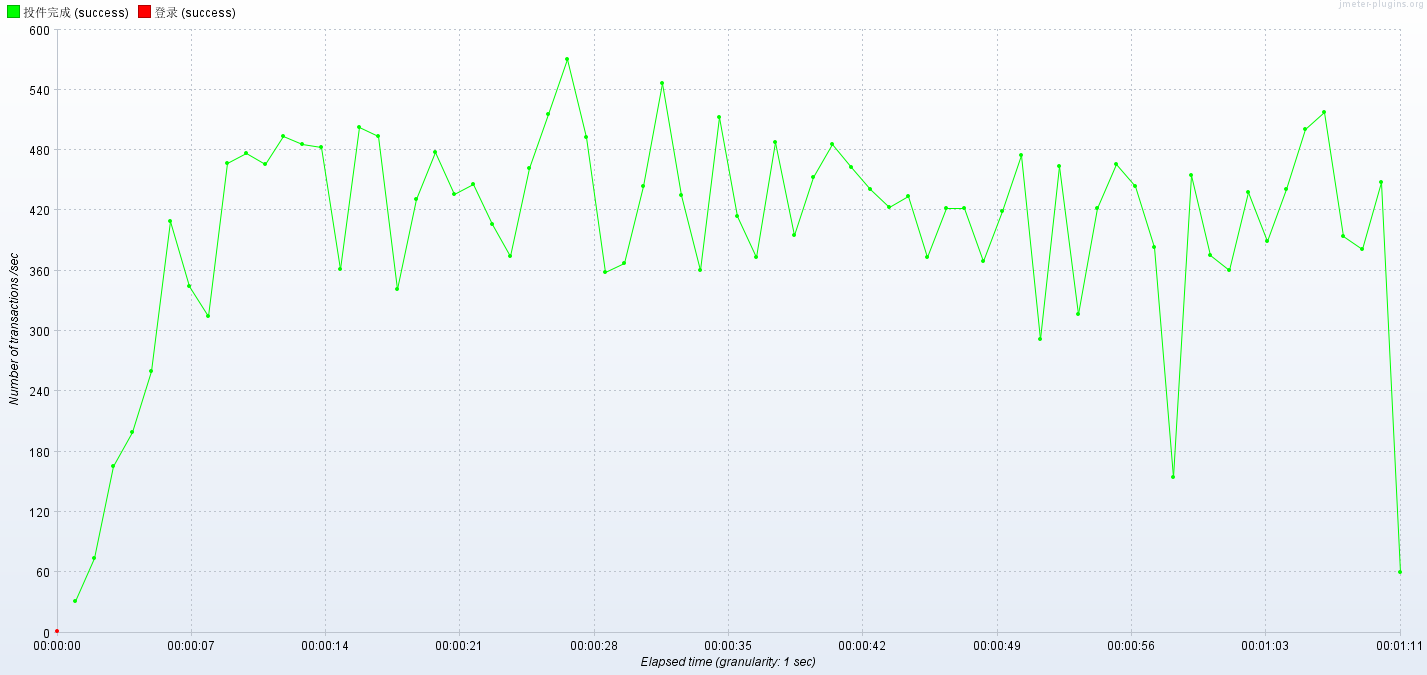 jmeter-plugins.org
投件完成 (success) 登录 (success)
600
540
480
420
360
300
240
180
120
60
0
Number of transactions /sec
00:00:00 00:00:07 00:00:14 00:00:21 00:00:28 00:00:35 00:00:42 00:00:49 00:00:56 00:01:03 00:01:11
Elapsed time (granularity: 1 sec)